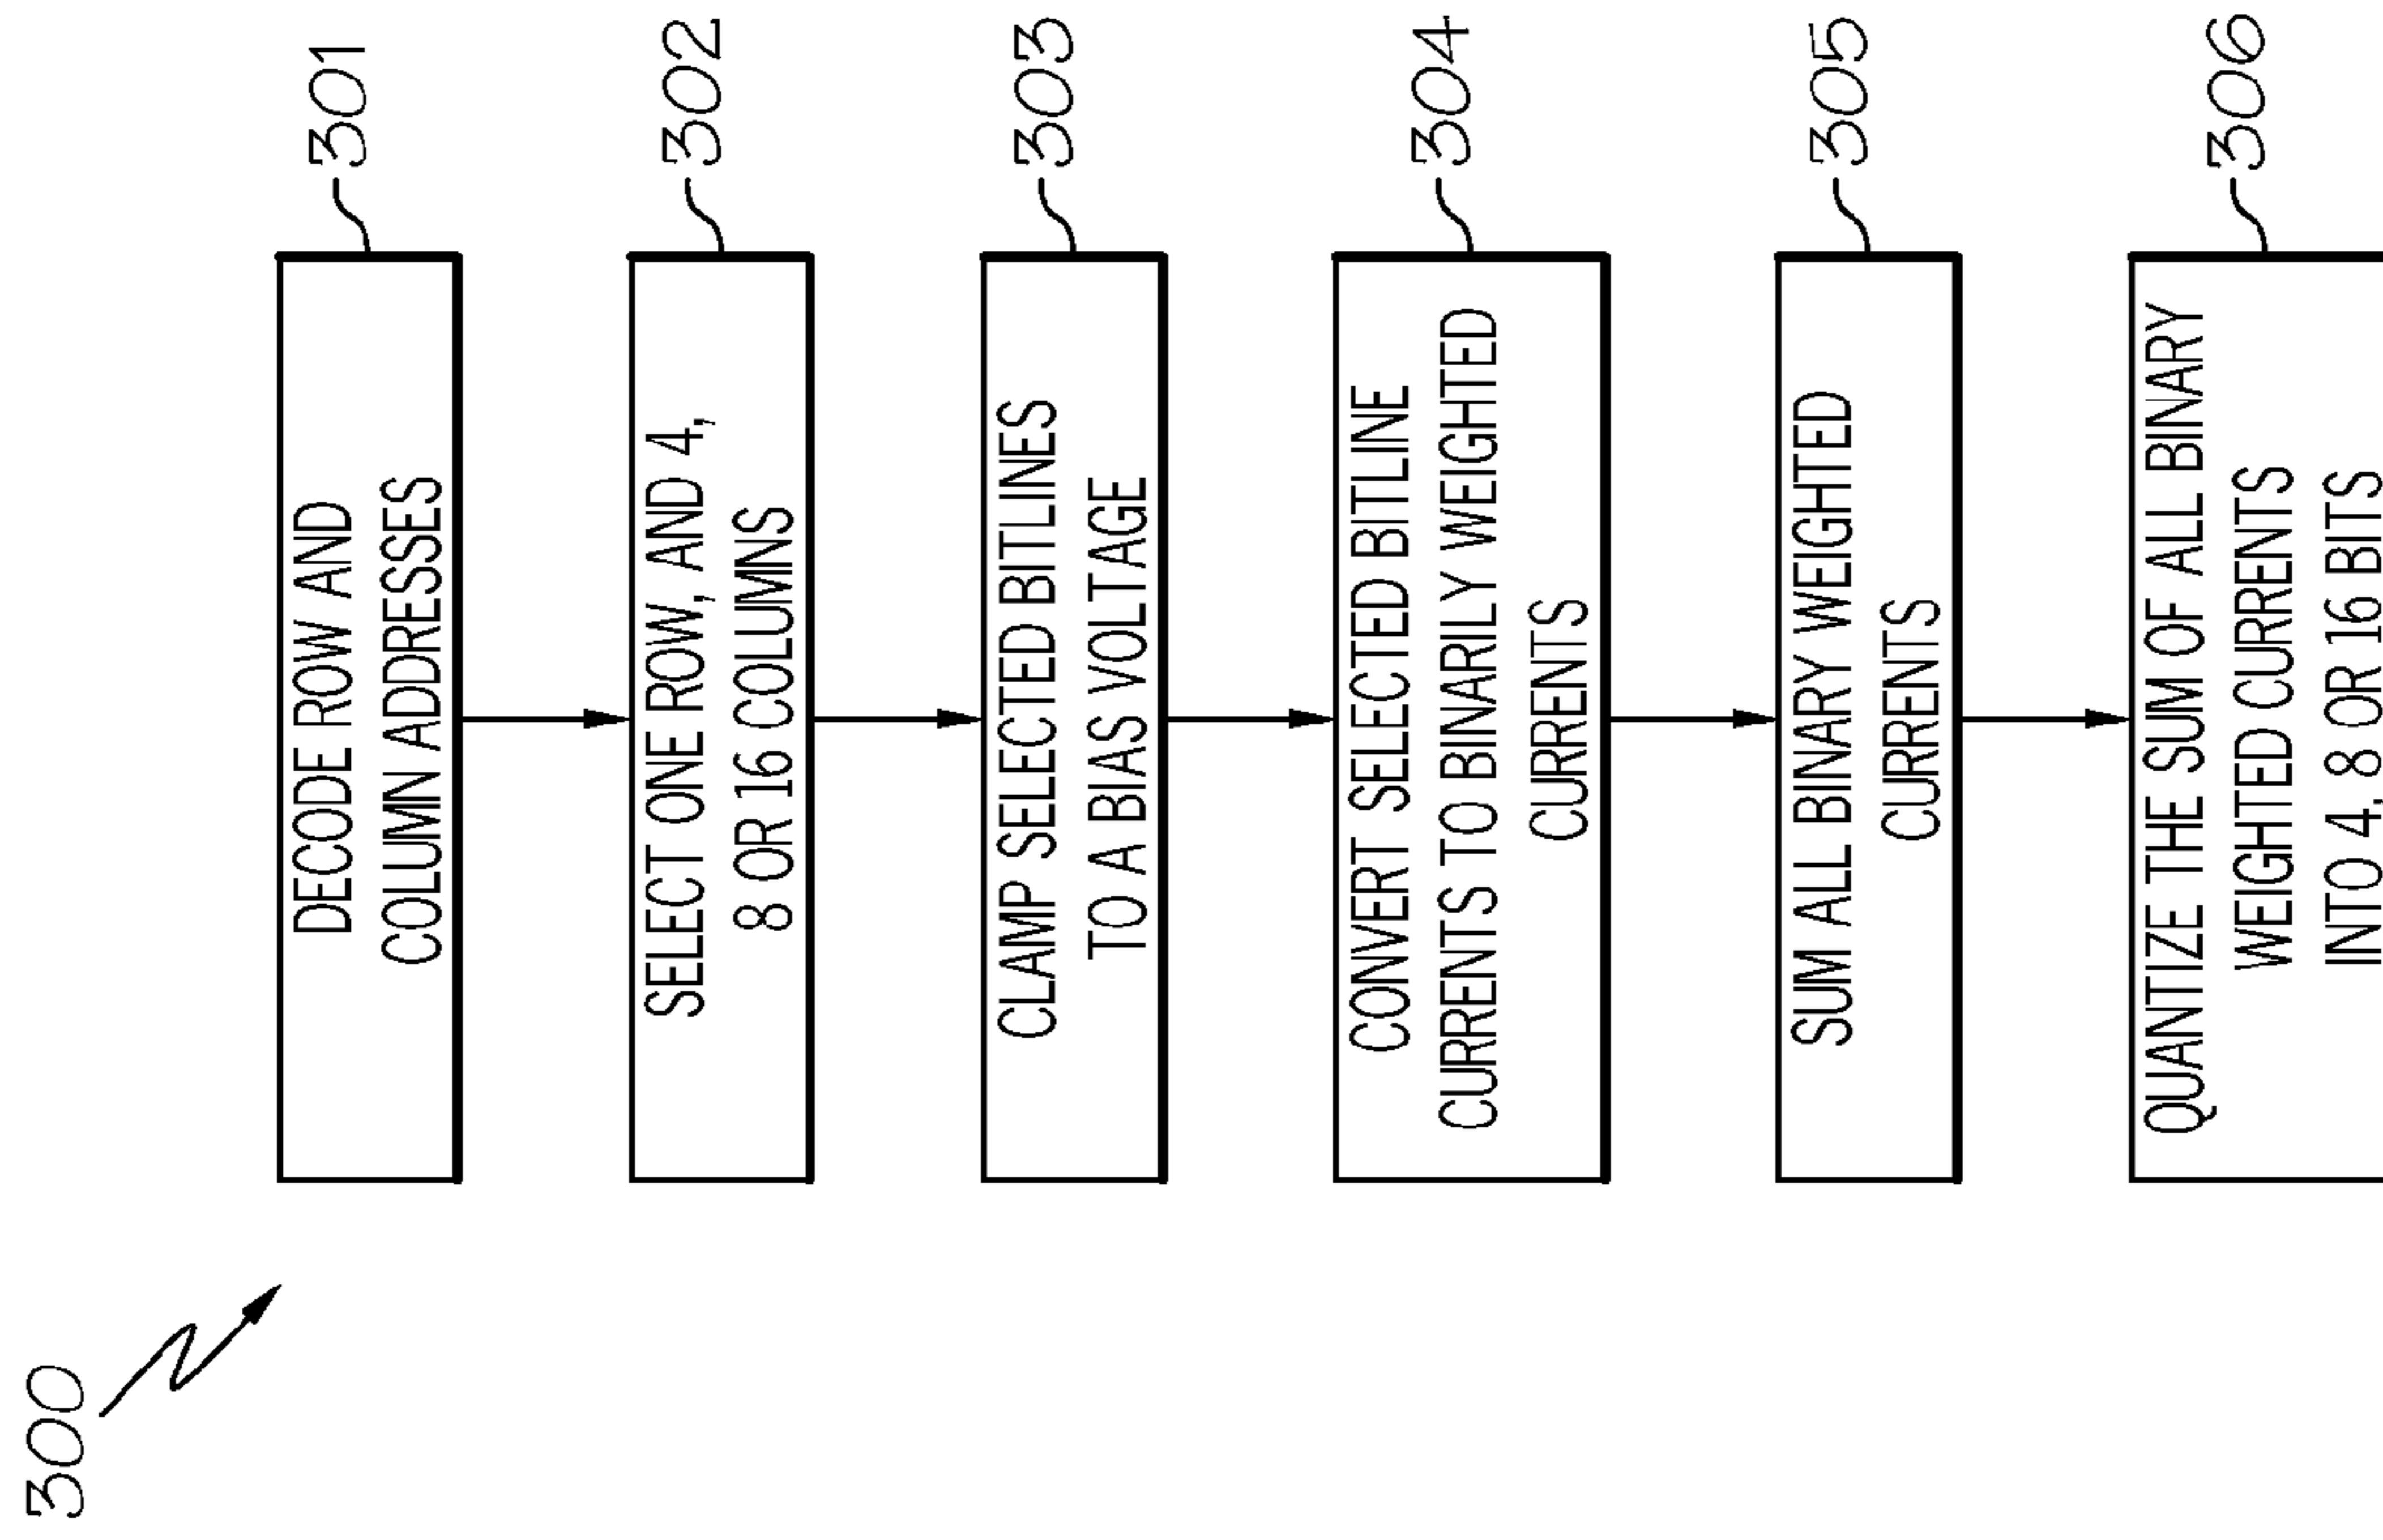 300
DECODE ROW AND
COLUMN ADDRESSES
301
SELECT ONE ROW, AND 4,
8 OR 16 COLUMNS
302
CLAMP SELECTED BITLINES
TO A BIAS VOLTAGE
303
CONVERT SELECTED BITLINE
CURRENTS TO BINARILY WEIGHTED
CURRENTS
304
SUM ALL BINARY WEIGHTED
CURRENTS
305
QUANTIZE THE SUM OF ALL BINARY
WEIGHTED CURRENTS
INTO 4, 8 OR 16 BITS
306